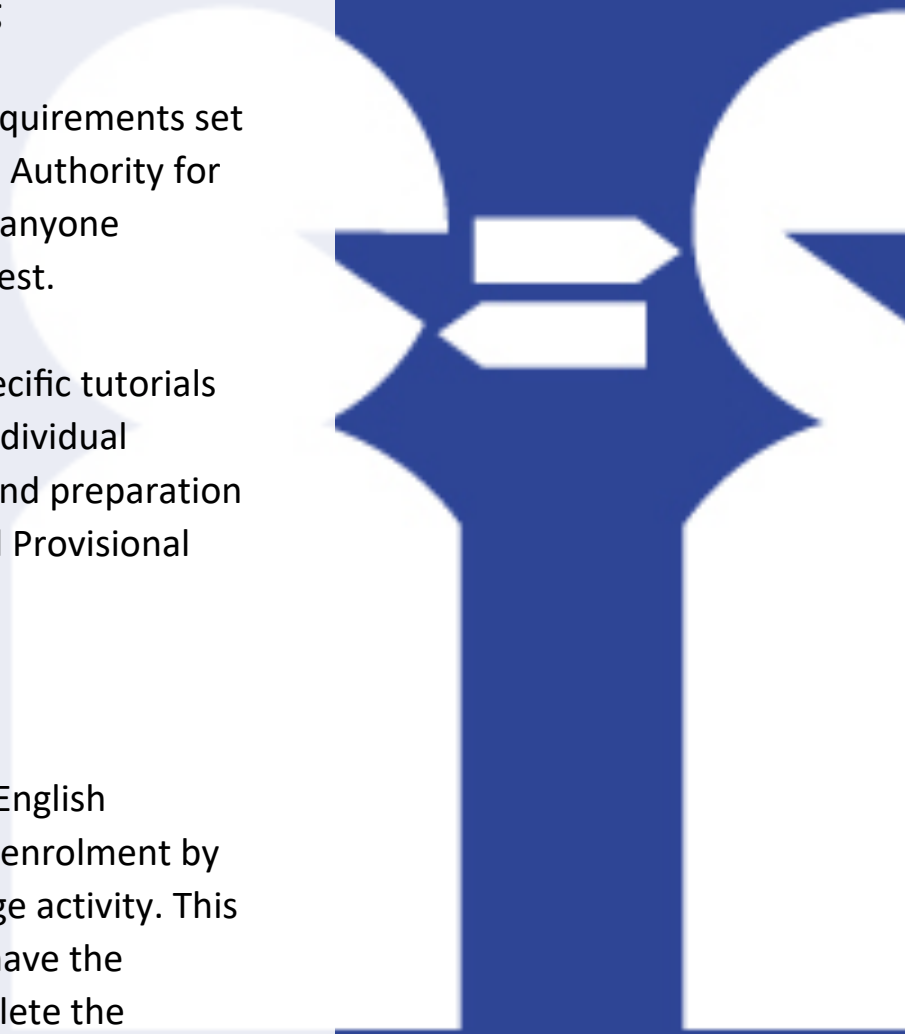 quirements set
Authority for
anyone
est.
ecific tutorials
dividual
nd preparation
Provisional
English
enrolment by
ge activity. This
have the
lete the